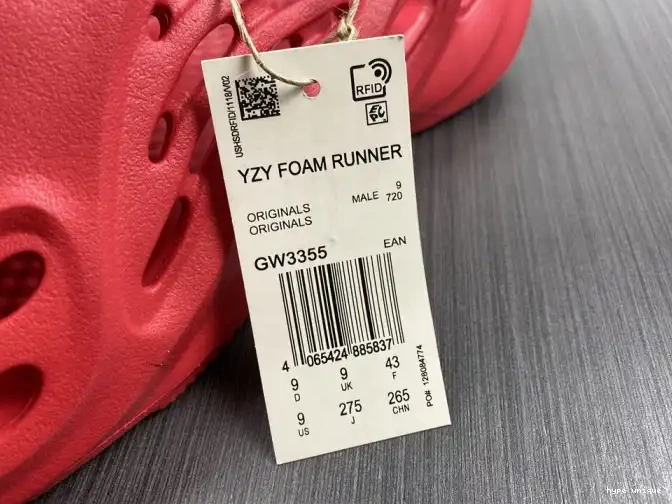 USHSDRFID/1118/V02
RFID
YZY FOAM RUNNER
ORIGINALS MALE 9
ORIGINALS 720
GW3355 EAN
4 065424 885837
9 9 43
D UK F
9 275 265
US J CHN
PO# 128084774
hype unique